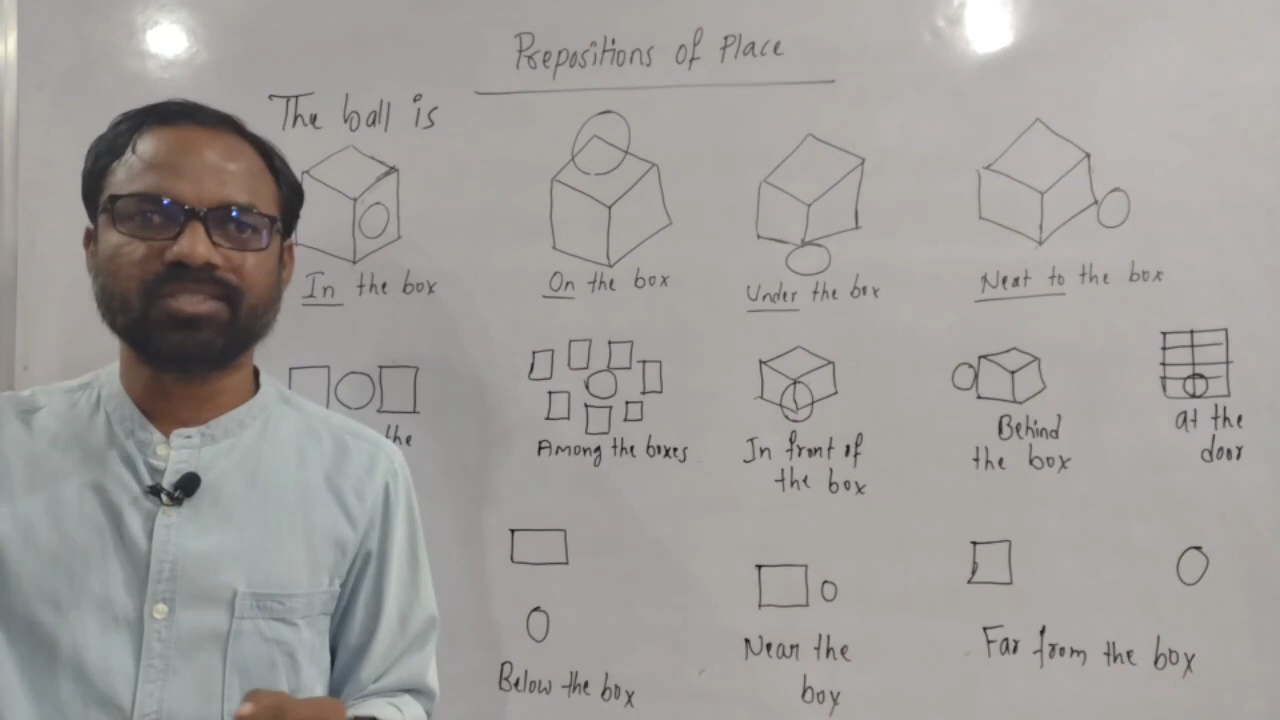 Prepositions of Place
The ball is
In the box
On the box
Under the box
Next to the box
the
Among the boxes
In front of
the box
Behind
the box
at the
door
Below the box
Near the
box
Far from the box